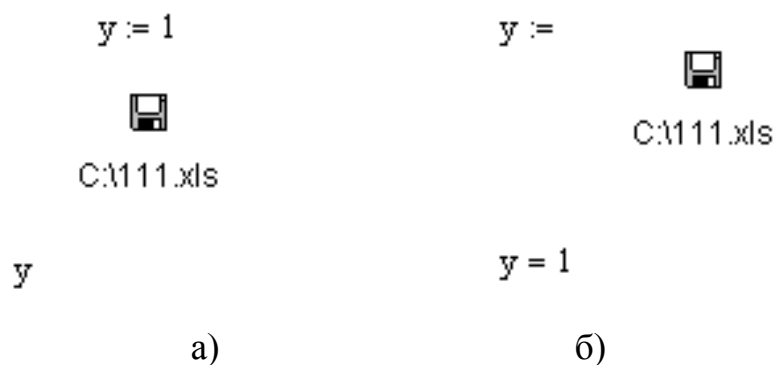 y := 1
C:\111.xls
y
а)
y :=
C:\111.xls
y = 1
б)